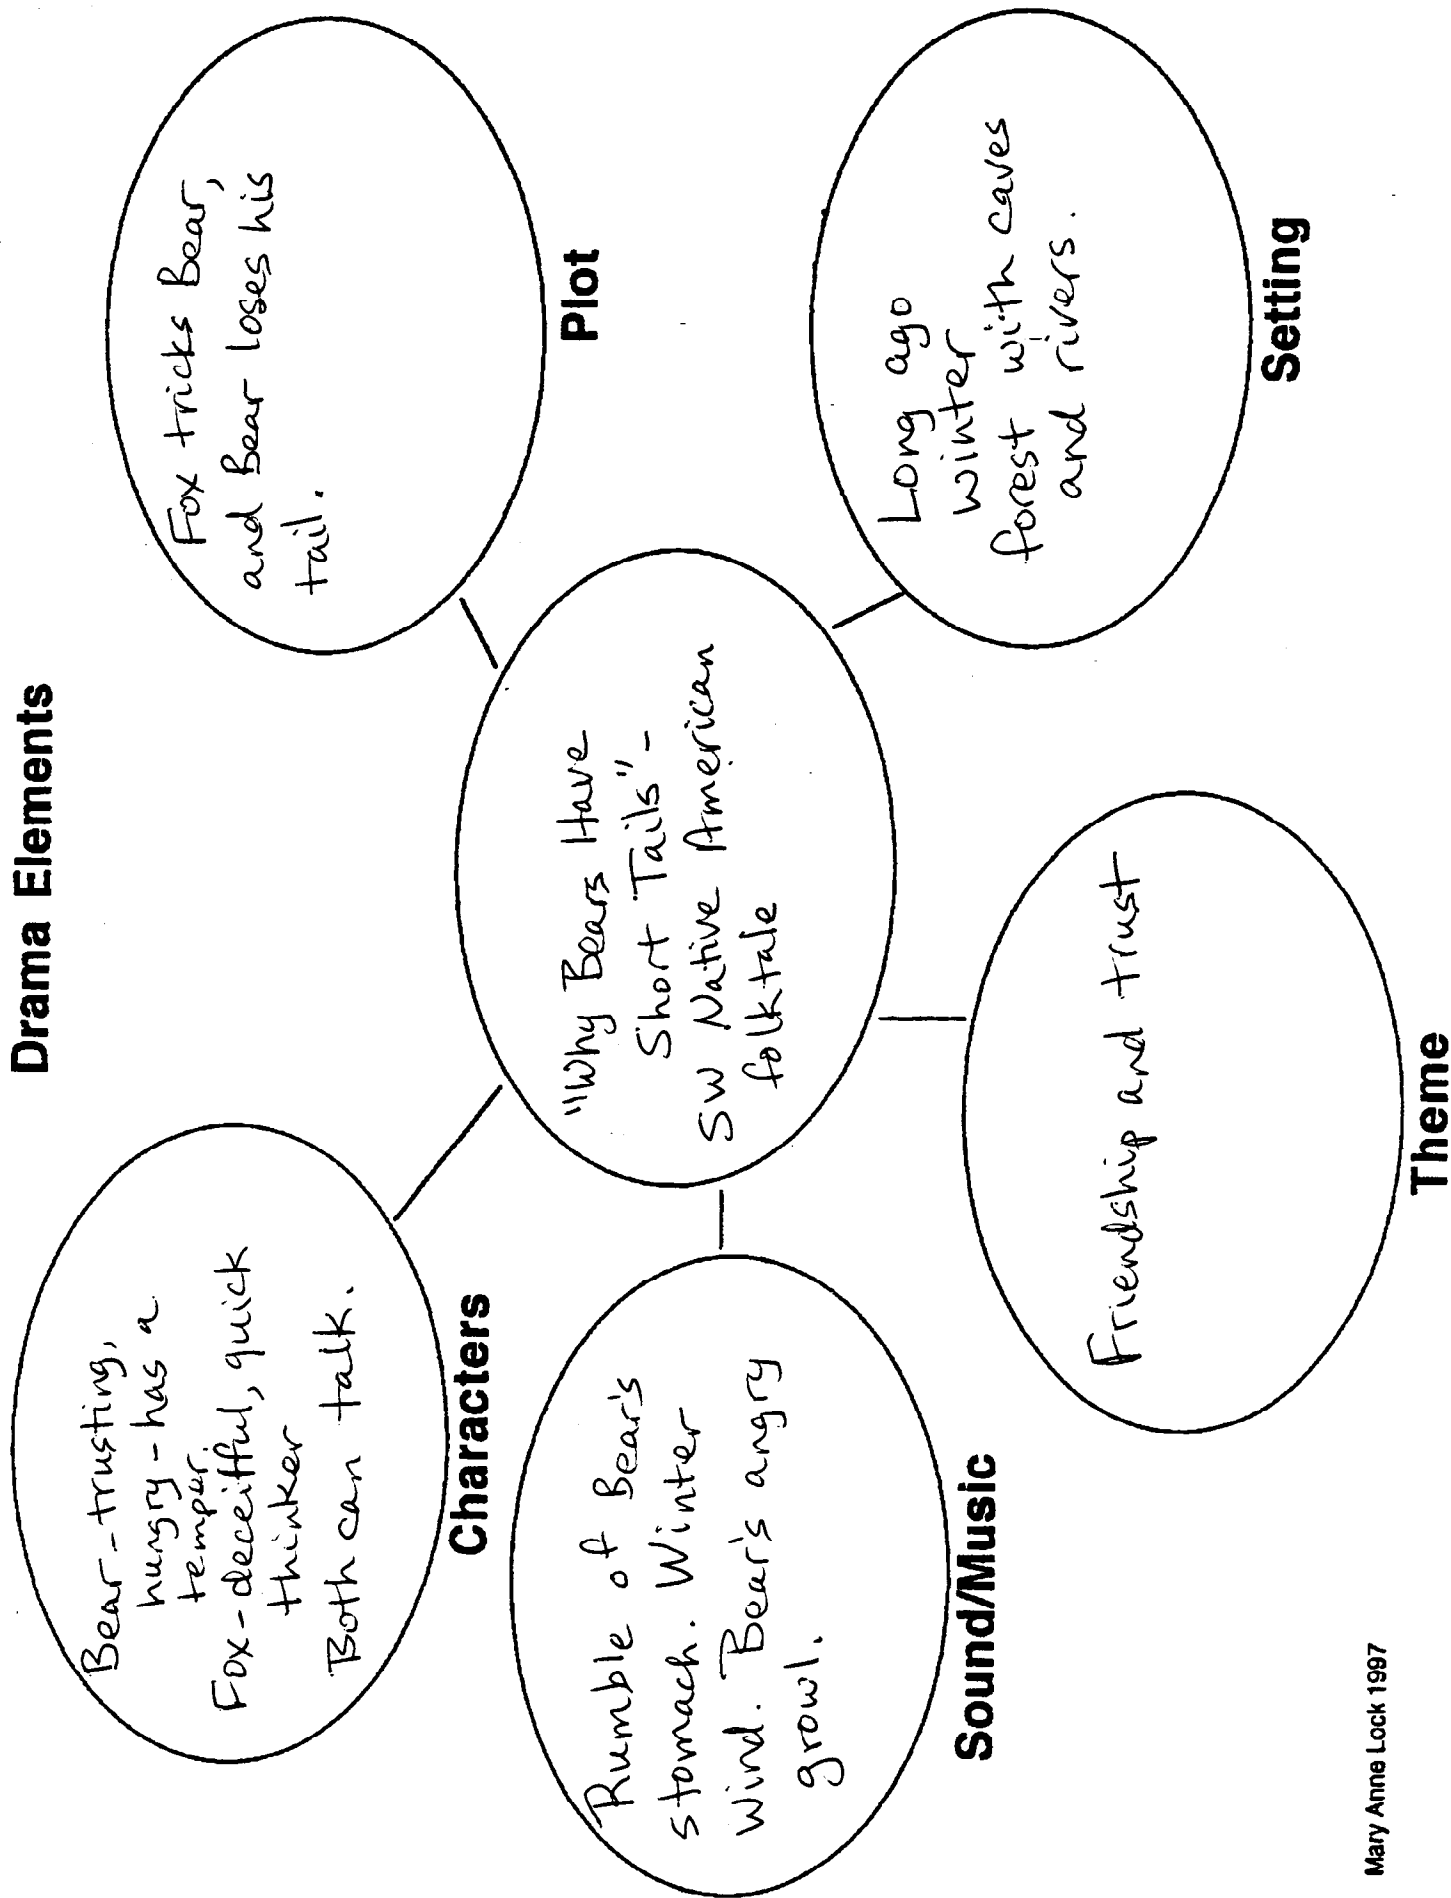 Drama Elements
Bear-trusting,
hungry-has a
tempur
Fox-deceitful, quick
thinker
Both can talk.
Characters
Fox tricks Bear,
and Bear loses his
tail.
Plot
"Why Bears Have
Short Tails"-
SW Native American
folktale
Rumble of Bear's
stomach. Winter
wind. Bear's angry
growl.
Sound/Music
Friendship and trust
Theme
Long ago
winter
forest with caves
and rivers.
Setting
Mary Anne Lock 1997